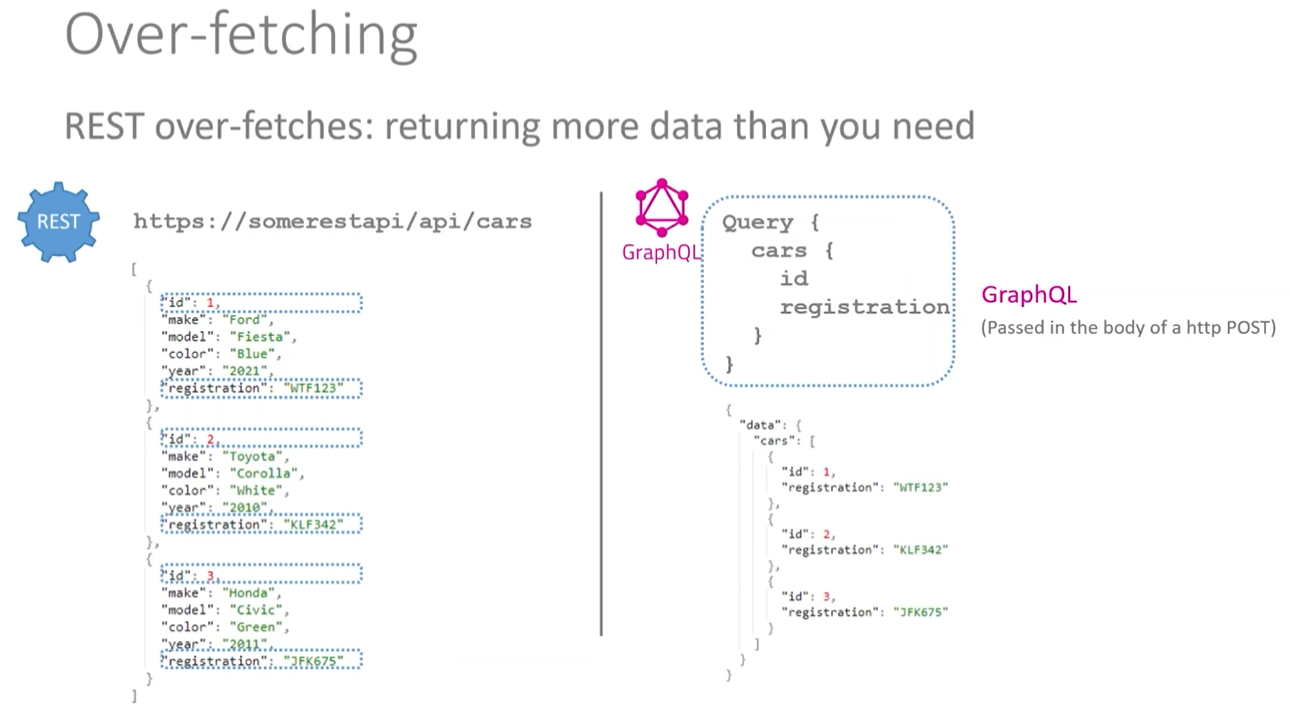 Over-fetching
REST over-fetches: returning more data than you need
REST
https://somerestapi/api/cars
[
{
"id": 1,
"make": "Ford",
"model": "Fiesta",
"color": "Blue",
"year": "2021",
"registration": "WTF123"
},
{
"id": 2,
"make": "Toyota",
"model": "Corolla",
"color": "White",
"year": "2010",
"registration": "KLF342"
},
{
"id": 3,
"make": "Honda",
"model": "Civic",
"color": "Green",
"year": "2011",
"registration": "JFK675"
}
]
GraphQL
Query {
cars {
id
registration
}
}
GraphQL
(Passed in the body of a http POST)
{
"data": {
"cars": [
{
"id": 1,
"registration": "WTF123"
},
{
"id": 2,
"registration": "KLF342"
},
{
"id": 3,
"registration": "JFK675"
}
]
}
}